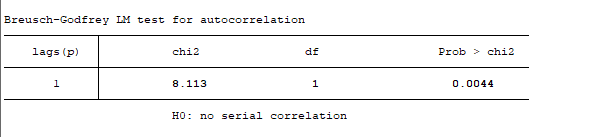 Breusch-Godfrey LM test for autocorrelation
lags(p) chi2 df Prob > chi2
1 8.113 1 0.0044
H0: no serial correlation